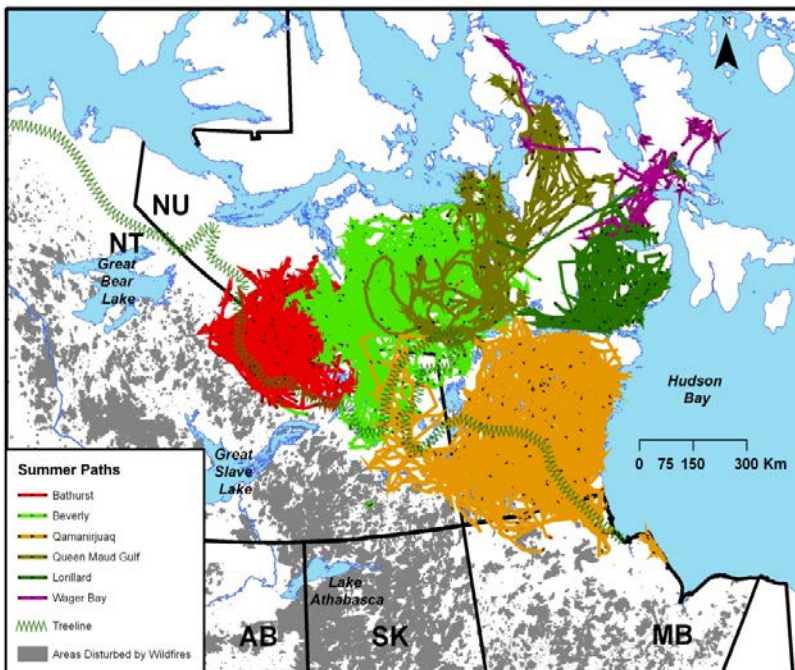 N
NU
NT
Great
Bear
Lake
Hudson
Bay
0 75 150 300 Km
Great
Slave
Lake
Summer Paths
Bathurst
Beverly
Qamanirjuaq
Queen Maud Gulf
Lorillard
Wager Bay
Treeline
Areas Disturbed by Wildfires
Lake
Athabasca
AB
SK
MB